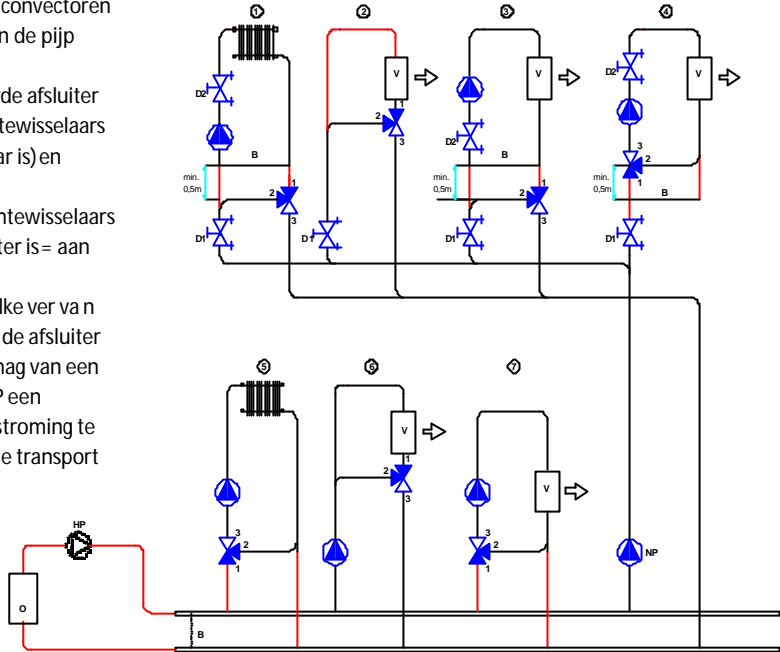 convectoren
n de pijp
de afsluiter
tewisselaars
ar is) en
ntewisselaars
ter is = aan
lke ver va n
de afsluiter
nag van een
P een
stroming te
e transport
1
2
3
4
D2
V
V
V
D2
D2
1
2
3
B
B
3
2
1
min.
0,5m
1
2
3
min.
0,5m
1
2
3
min.
0,5m
B
D1
D1
D1
D1
5
6
7
V
V
1
2
3
3
2
1
3
2
1
HP
NP
O
B